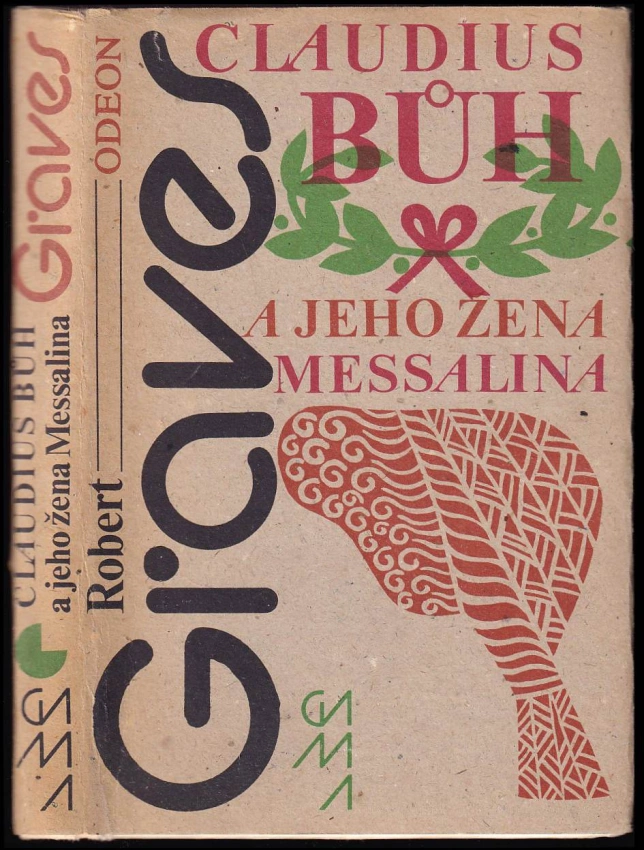 Graves
CLAUDIUS BŮH
a jeho žena Messalina
Robert
ODEON
Graves
CLAUDIUS
BŮH
A JEHO ŽENA
MESSALINA